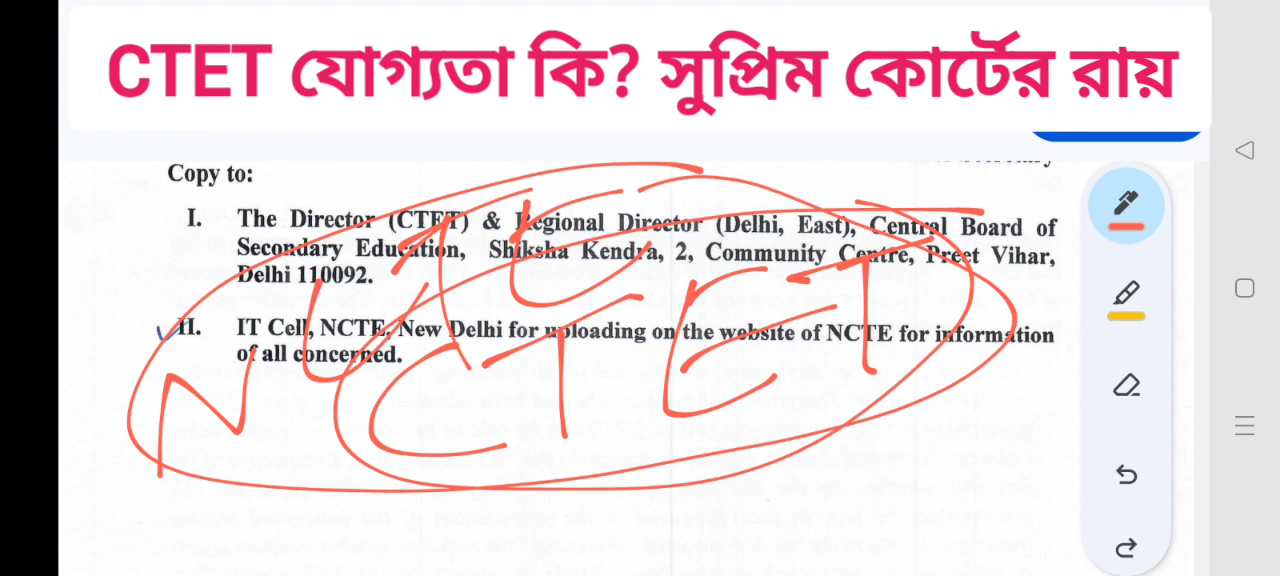 CTET যোগ্যতা কি? সুপ্রিম কোর্টের রায়
Copy to:
I. The Director (CTET) & Regional Director (Delhi, East), Central Board of
Secondary Education, Shiksha Kendra, 2, Community Centre, Preet Vihar,
Delhi 110092.
II. IT Cell, NCTE, New Delhi for uploading on the website of NCTE for information
of all concerned.
CTET